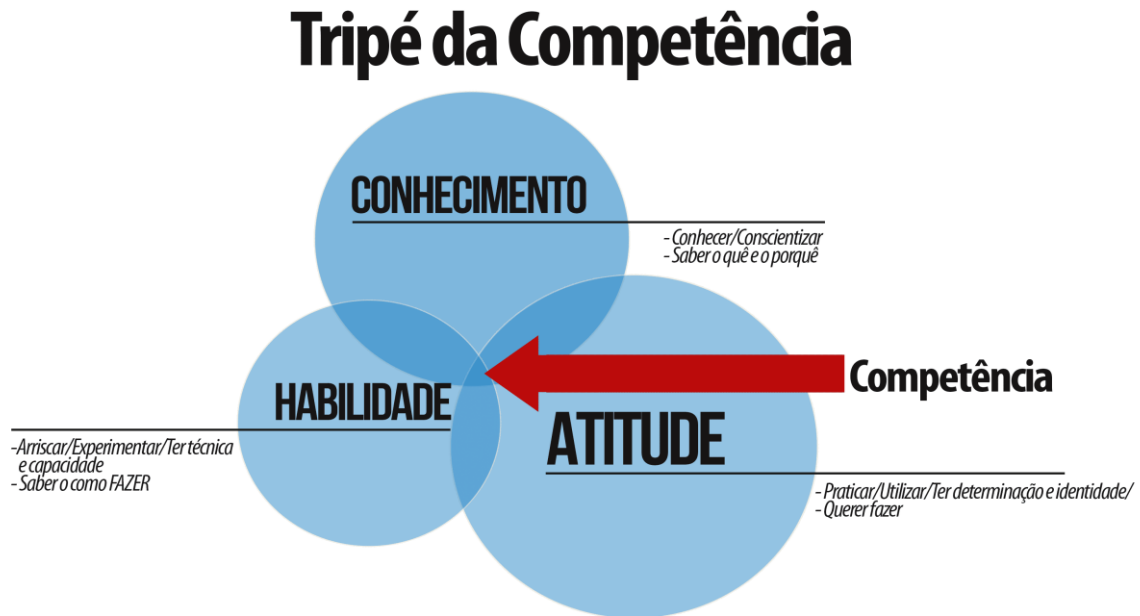 Tripé da Competência
CONHECIMENTO
- Conhecer/Conscientizar
- Saber o quê e o porquê
Competência
HABILIDADE
-Arriscar/Experimentar/Ter técnica
e capacidade
- Saber o como FAZER
ATITUDE
- Praticar/Utilizar/Ter determinação e identidade/
- Querer fazer